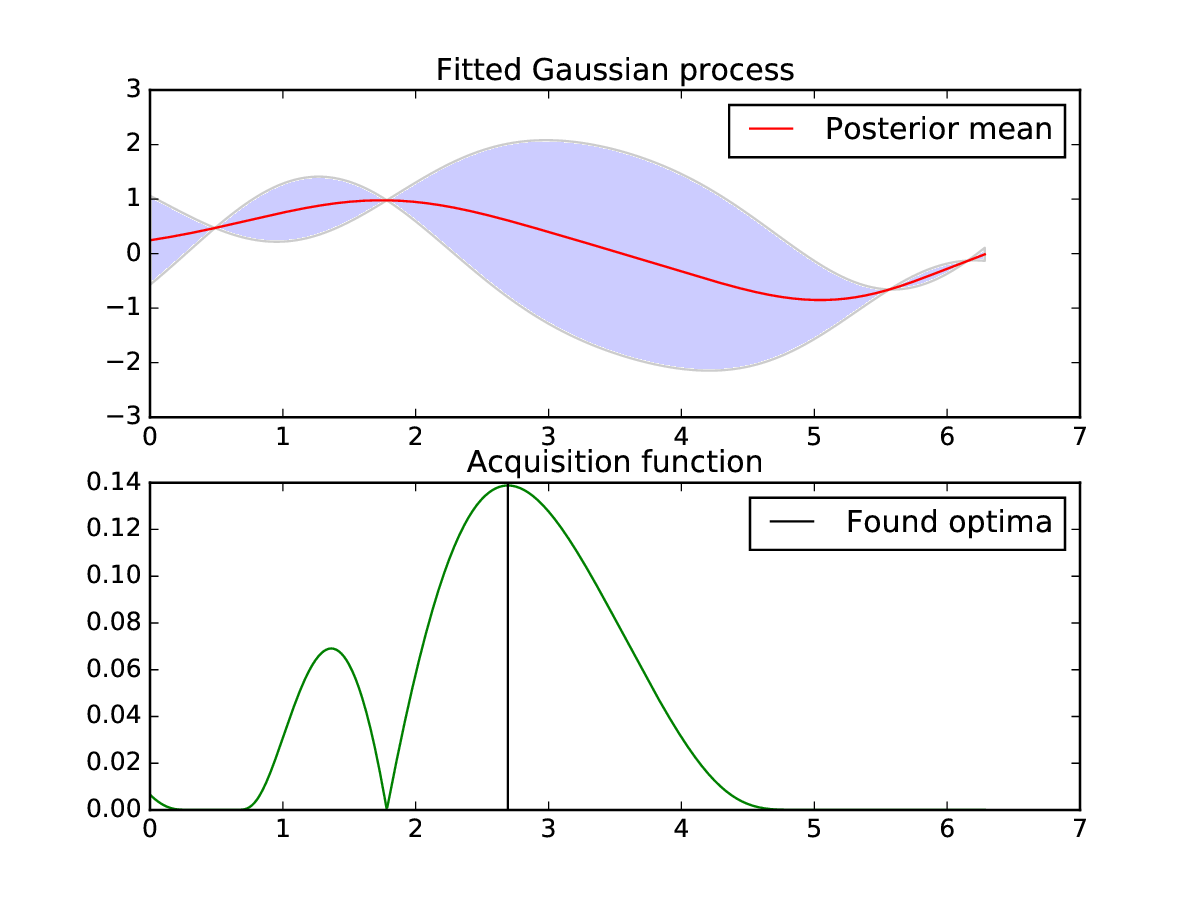 Fitted Gaussian process
3
2
1
0
−1
−2
−3
Posterior mean
0 1 2 3 4 5 6 7
Acquisition function
0.14
0.12
0.10
0.08
0.06
0.04
0.02
0.00
Found optima
0 1 2 3 4 5 6 7